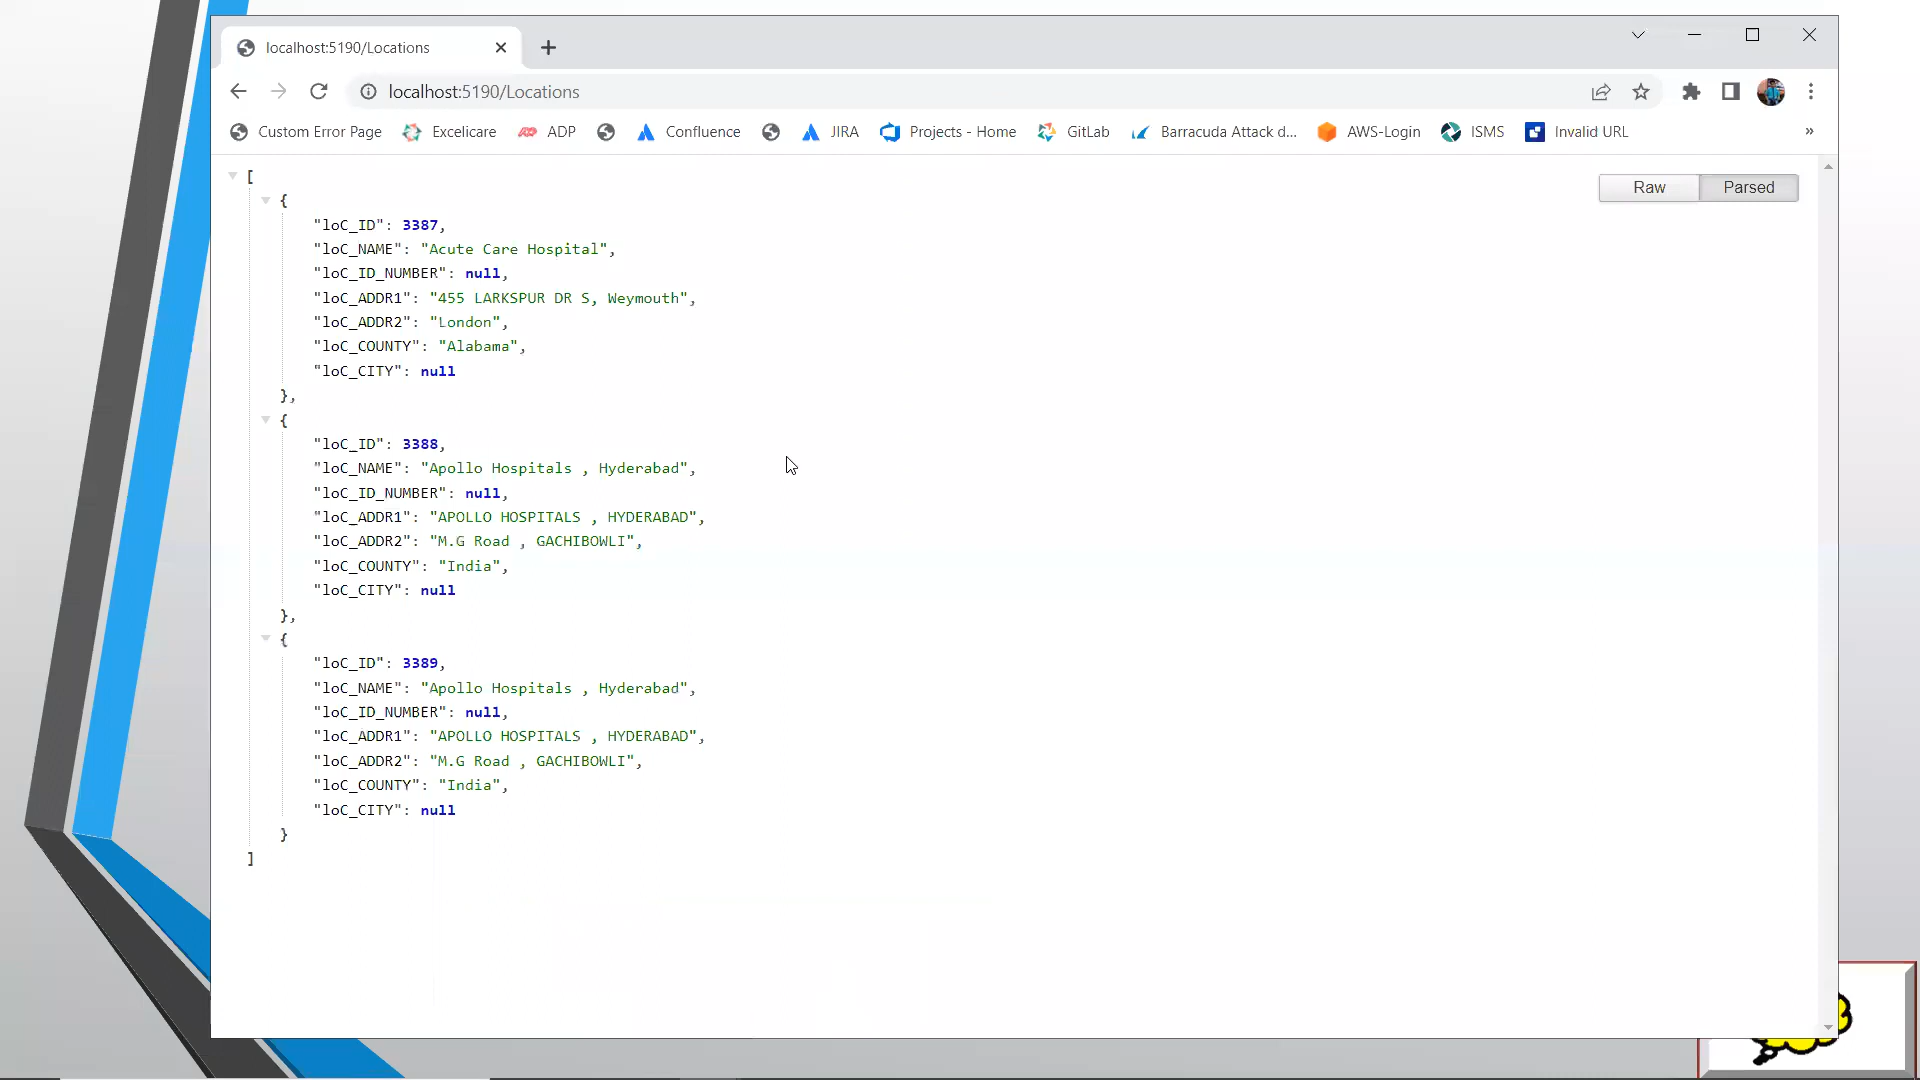 localhost:5190/Locations
localhost:5190/Locations
Custom Error Page Excelicare ADP Confluence JIRA Projects - Home GitLab Barracuda Attack d... AWS-Login ISMS Invalid URL »
Raw Parsed
[
{
"loC_ID": 3387,
"loC_NAME": "Acute Care Hospital",
"loC_ID_NUMBER": null,
"loC_ADDR1": "455 LARKSPUR DR S, Weymouth",
"loC_ADDR2": "London",
"loC_COUNTY": "Alabama",
"loC_CITY": null
},
{
"loC_ID": 3388,
"loC_NAME": "Apollo Hospitals , Hyderabad",
"loC_ID_NUMBER": null,
"loC_ADDR1": "APOLLO HOSPITALS , HYDERABAD",
"loC_ADDR2": "M.G Road , GACHIBOWLI",
"loC_COUNTY": "India",
"loC_CITY": null
},
{
"loC_ID": 3389,
"loC_NAME": "Apollo Hospitals , Hyderabad",
"loC_ID_NUMBER": null,
"loC_ADDR1": "APOLLO HOSPITALS , HYDERABAD",
"loC_ADDR2": "M.G Road , GACHIBOWLI",
"loC_COUNTY": "India",
"loC_CITY": null
}
]